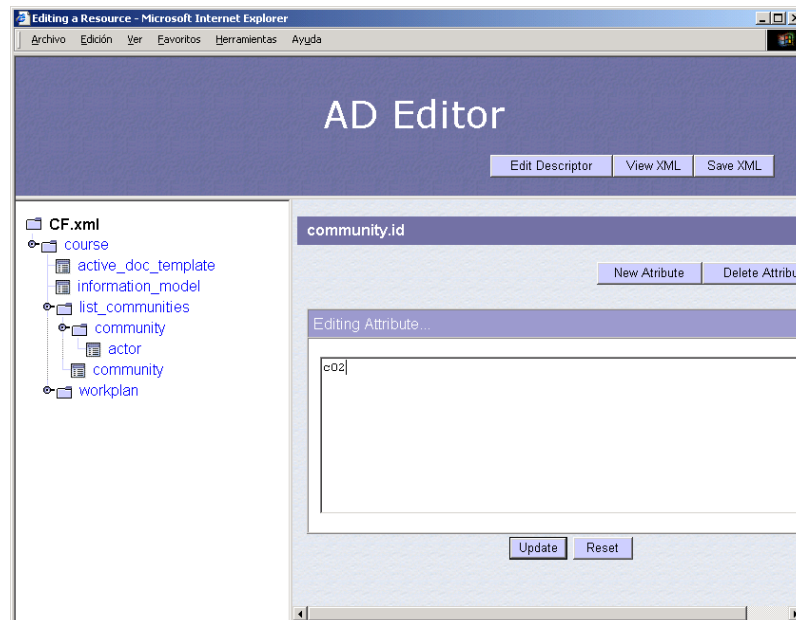 Editing a Resource - Microsoft Internet Explorer
Archivo Edición Ver Favoritos Herramientas Ayuda
AD Editor
Edit Descriptor View XML Save XML
CF.xml
course
active_doc_template
information_model
list_communities
community
actor
community
workplan
community.id
New Atribute Delete Attribu
Editing Attribute...
c02
Update Reset